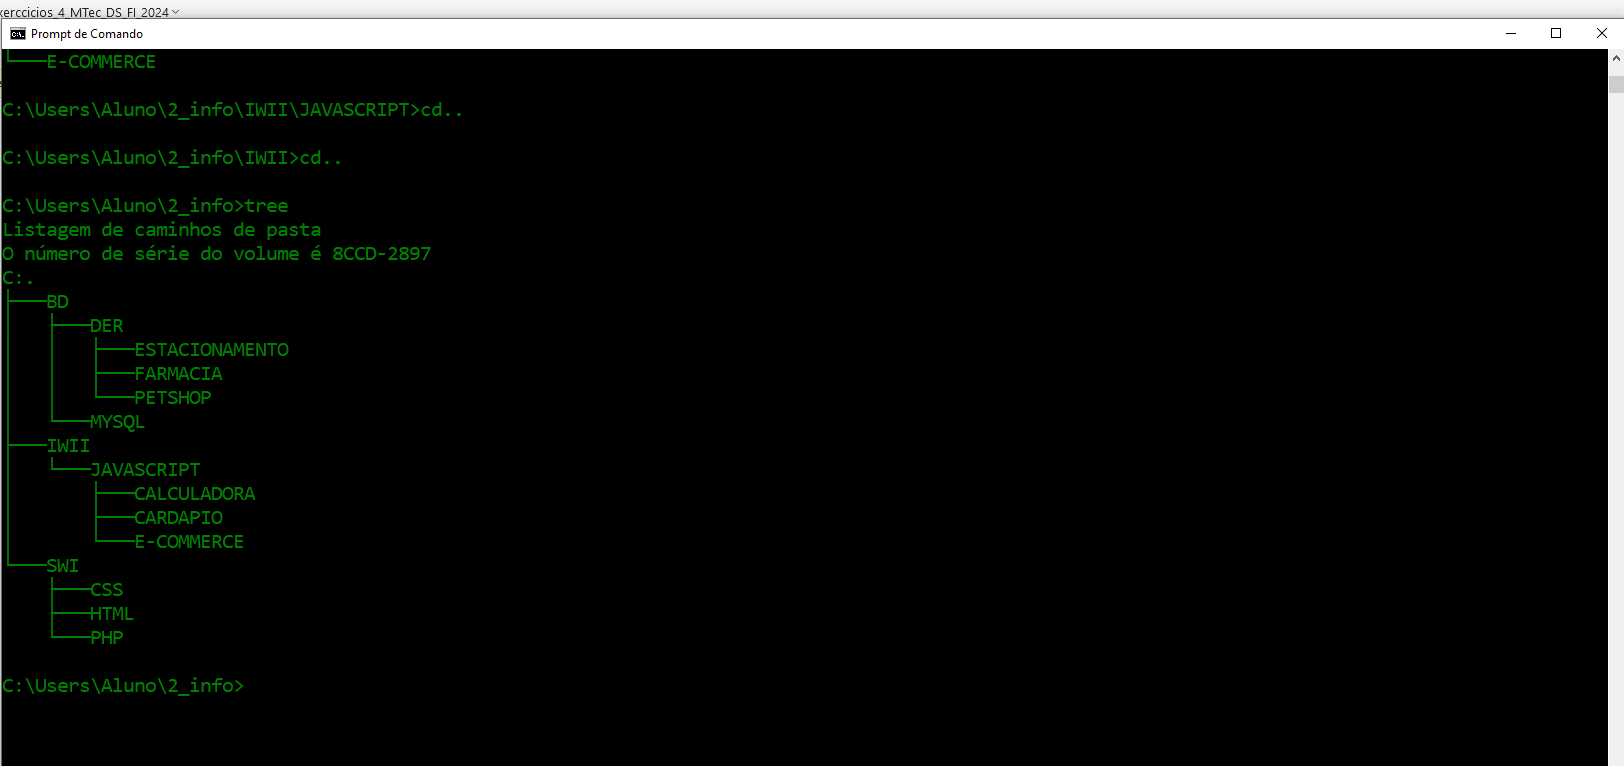 xerccicios_4_MTec_DS_FI_2024
Prompt de Comando
└───E-COMMERCE
C:\Users\Aluno\2_info\IWII\JAVASCRIPT>cd..
C:\Users\Aluno\2_info\IWII>cd..
C:\Users\Aluno\2_info>tree
Listagem de caminhos de pasta
O número de série do volume é 8CCD-2897
C:.
├───BD
│   ├───DER
│   │   ├───ESTACIONAMENTO
│   │   ├───FARMACIA
│   │   └───PETSHOP
│   └───MYSQL
├───IWII
│   └───JAVASCRIPT
│       ├───CALCULADORA
│       ├───CARDAPIO
│       └───E-COMMERCE
└───SWI
    ├───CSS
    ├───HTML
    └───PHP
C:\Users\Aluno\2_info>